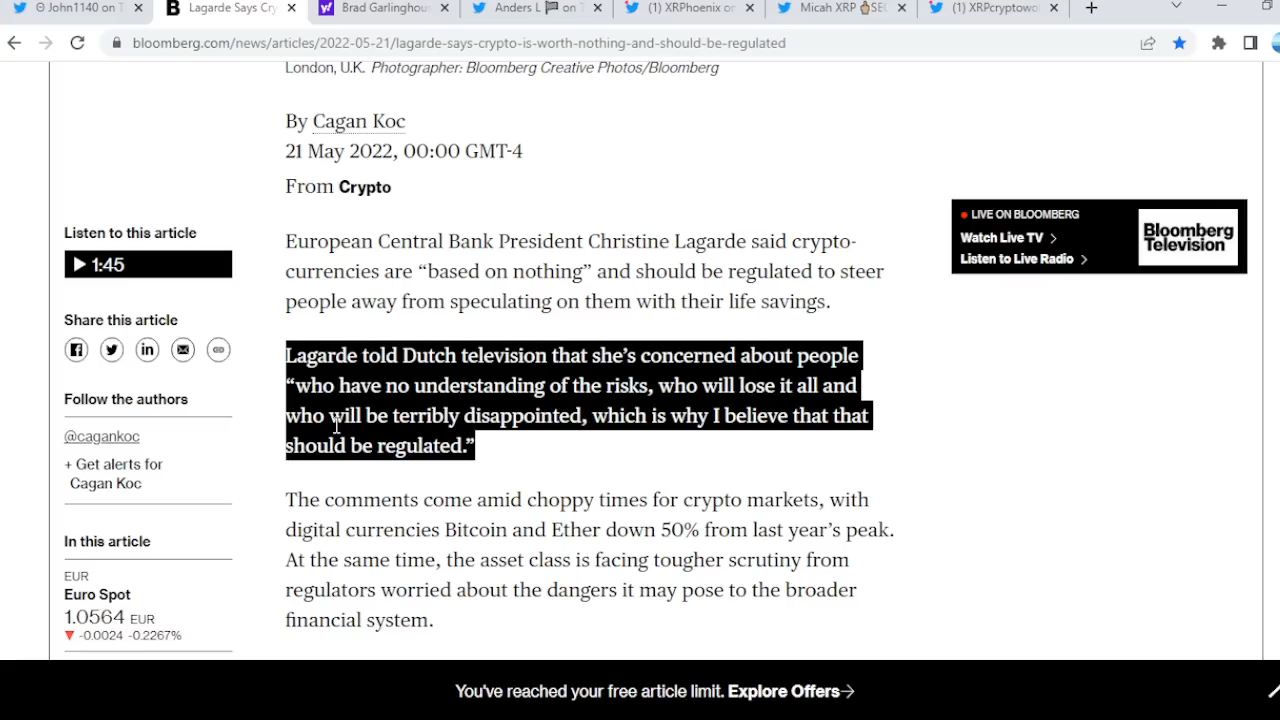 John1140 on T
Lagarde Says Cry
Brad Garlinghous
Anders L on T
(1) XRPhoenix on
Micah XRP SEC
(1) XRPcryptowo
bloomberg.com/news/articles/2022-05-21/lagarde-says-crypto-is-worth-nothing-and-should-be-regulated
London, U.K. Photographer: Bloomberg Creative Photos/Bloomberg
By Cagan Koc
21 May 2022, 00:00 GMT-4
From Crypto
Listen to this article
1:45
Share this article
Follow the authors
@cagankoc
+ Get alerts for
Cagan Koc
In this article
EUR
Euro Spot
1.0564 EUR
▼ -0.0024 -0.2267%
European Central Bank President Christine Lagarde said crypto-
currencies are “based on nothing” and should be regulated to steer
people away from speculating on them with their life savings.
Lagarde told Dutch television that she’s concerned about people
“who have no understanding of the risks, who will lose it all and
who will be terribly disappointed, which is why I believe that that
should be regulated.”
The comments come amid choppy times for crypto markets, with
digital currencies Bitcoin and Ether down 50% from last year’s peak.
At the same time, the asset class is facing tougher scrutiny from
regulators worried about the dangers it may pose to the broader
financial system.
LIVE ON BLOOMBERG
Watch Live TV >
Listen to Live Radio >
Bloomberg
Television
You've reached your free article limit. Explore Offers→